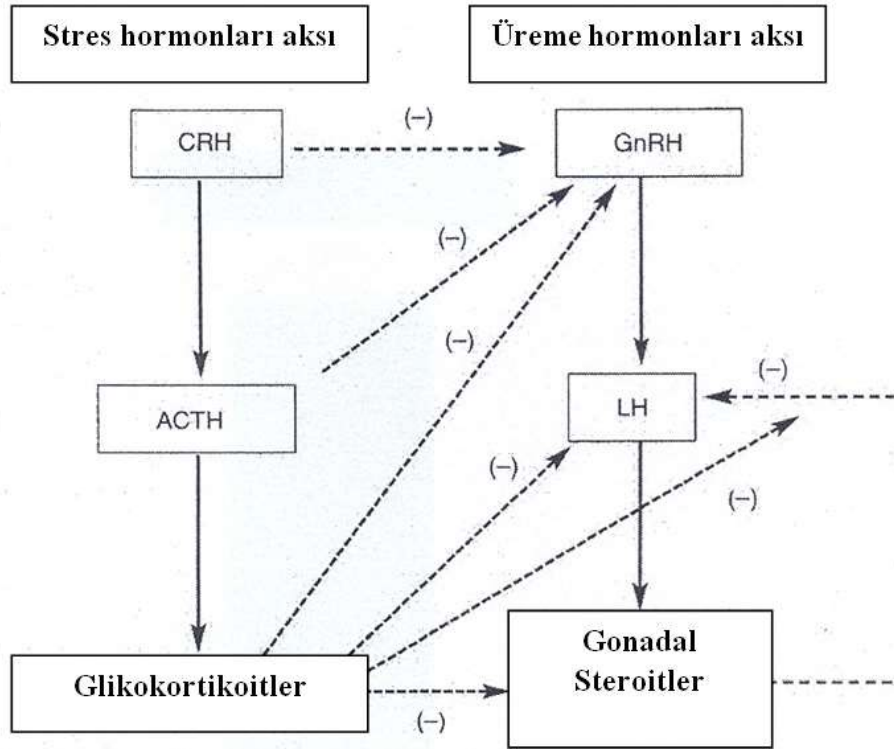 Stres hormonları aksı
Üreme hormonları aksı
CRH
(–)
GnRH
(–)
(–)
ACTH
LH
(–)
(–)
(–)
Glikokortikoitler
(–)
Gonadal
Steroitler